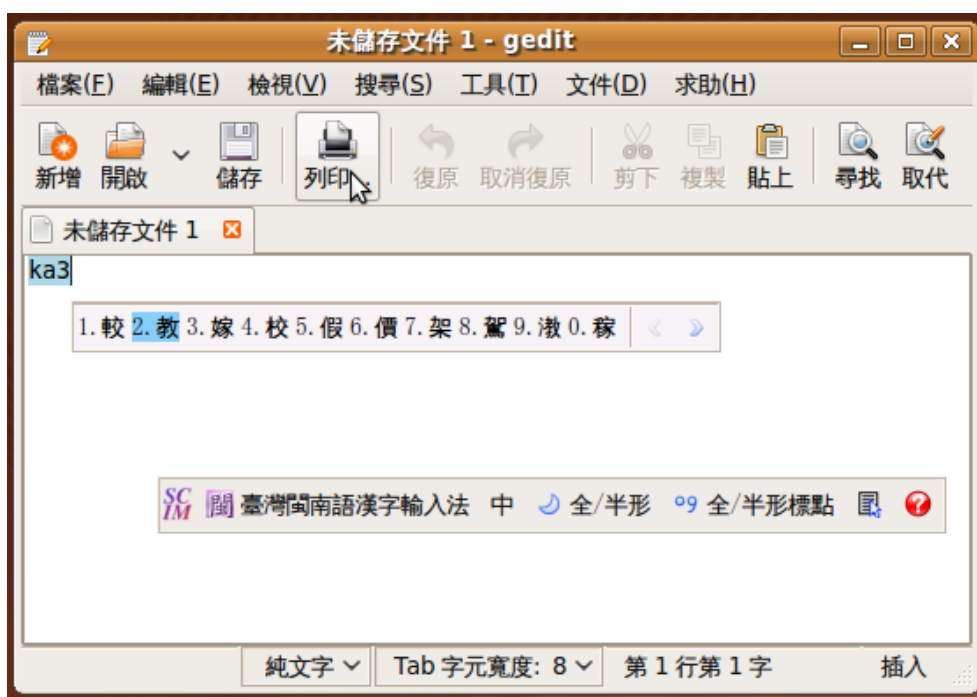 未儲存文件 1 - gedit
檔案(F) 編輯(E) 檢視(V) 搜尋(S) 工具(T) 文件(D) 求助(H)
新增 開啟 儲存 列印... 復原 取消復原 剪下 複製 貼上 尋找 取代
未儲存文件 1
ka3
1. 較 2. 教 3. 嫁 4. 校 5. 假 6. 價 7. 架 8. 駕 9. 漖 0. 稼
SCIM 閩 臺灣閩南語漢字輸入法 中 全/半形 º9 全/半形標點
純文字 Tab 字元寬度: 8 第 1 行第 1 字 插入